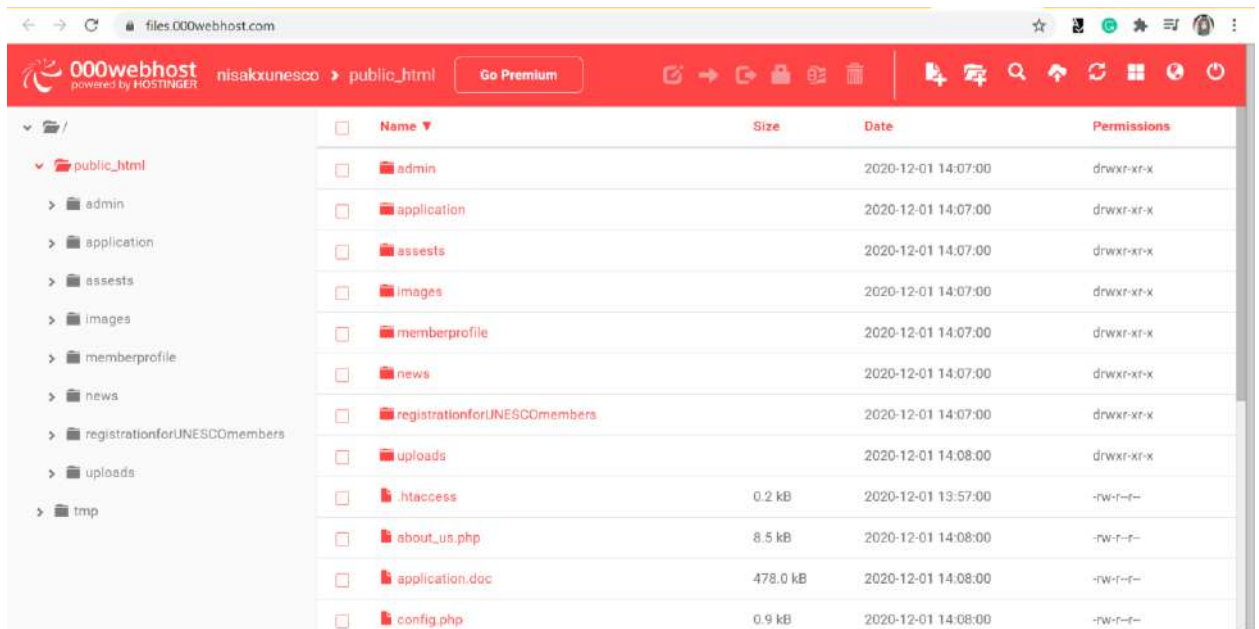 files.000webhost.com
000webhost
powered by HOSTINGER
nisakxunesco > public_html
Go Premium
/
public_html
admin
application
assests
images
memberprofile
news
registrationforUNESCOmembers
uploads
tmp
Name ▼ Size Date Permissions
admin 2020-12-01 14:07:00 drwxr-xr-x
application 2020-12-01 14:07:00 drwxr-xr-x
assests 2020-12-01 14:07:00 drwxr-xr-x
images 2020-12-01 14:07:00 drwxr-xr-x
memberprofile 2020-12-01 14:07:00 drwxr-xr-x
news 2020-12-01 14:07:00 drwxr-xr-x
registrationforUNESCOmembers 2020-12-01 14:07:00 drwxr-xr-x
uploads 2020-12-01 14:08:00 drwxr-xr-x
.htaccess 0.2 kB 2020-12-01 13:57:00 -rw-r--r--
about_us.php 8.5 kB 2020-12-01 14:08:00 -rw-r--r--
application.doc 478.0 kB 2020-12-01 14:08:00 -rw-r--r--
config.php 0.9 kB 2020-12-01 14:08:00 -rw-r--r--